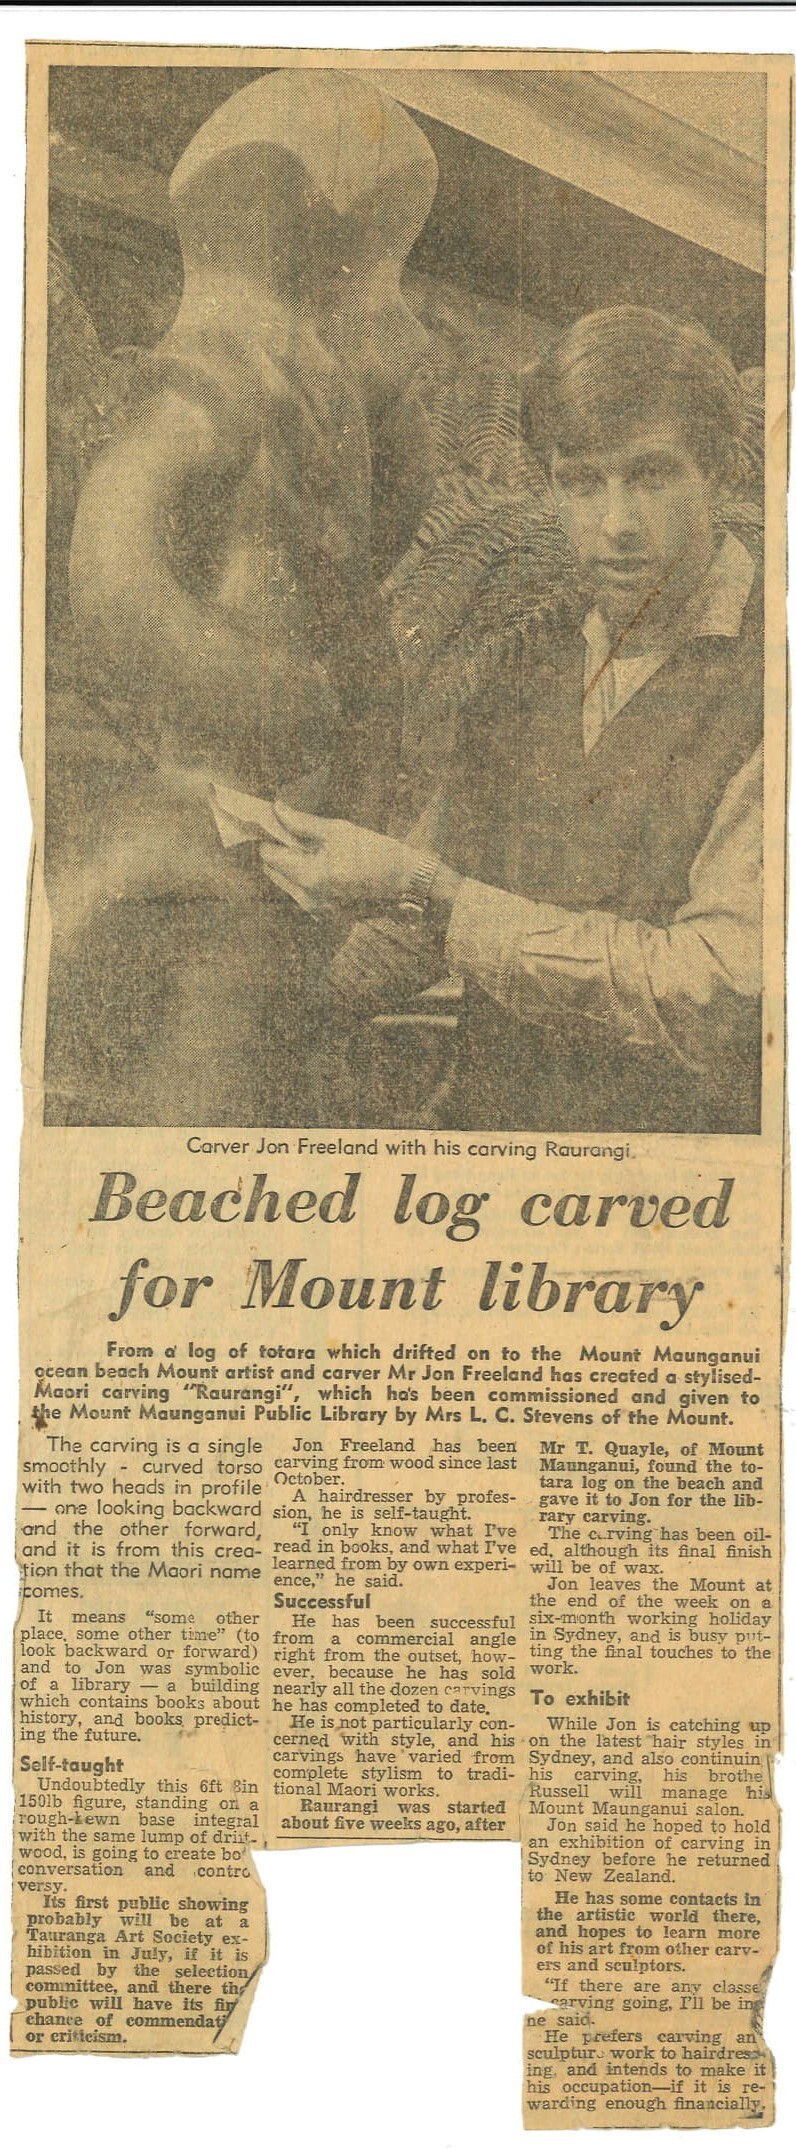 Carver Jon Freeland with his carving Raurangi.
Beached log carved
for Mount library
From a log of totara which drifted on to the Mount Maunganui
ocean beach Mount artist and carver Mr Jon Freeland has created a stylised-
Maori carving "Raurangi", which has been commissioned and given to
the Mount Maunganui Public Library by Mrs L. C. Stevens of the Mount.
The carving is a single
smoothly - curved torso
with two heads in profile
— one looking backward
and the other forward,
and it is from this crea-
tion that the Maori name
comes.
It means "some other
place, some other time" (to
look backward or forward)
and to Jon was symbolic
of a library — a building
which contains books about
history, and books predict-
ing the future.
Self-taught
Undoubtedly this 6ft 8in
150lb figure, standing on a
rough-hewn base integral
with the same lump of drift-
wood, is going to create bo
conversation and contro
versy.
Its first public showing
probably will be at a
Tauranga Art Society ex-
hibition in July, if it is
passed by the selection
committee, and there the
public will have its fir
chance of commendati
or criticism.
Jon Freeland has been
carving from wood since last
October.
A hairdresser by profes-
sion, he is self-taught.
"I only know what I've
read in books, and what I've
learned from by own experi-
ence," he said.
Successful
He has been successful
from a commercial angle
right from the outset, how-
ever, because he has sold
nearly all the dozen carvings
he has completed to date.
He is not particularly con-
cerned with style, and his
carvings have varied from
complete stylism to tradi-
tional Maori works.
Raurangi was started
about five weeks ago, after
Mr T. Quayle, of Mount
Maunganui, found the to-
tara log on the beach and
gave it to Jon for the lib-
rary carving.
The carving has been oil-
ed, although its final finish
will be of wax.
Jon leaves the Mount at
the end of the week on a
six-month working holiday
in Sydney, and is busy put-
ting the final touches to the
work.
To exhibit
While Jon is catching up
on the latest hair styles in
Sydney, and also continuin
his carving, his brothe
Russell will manage his
Mount Maunganui salon.
Jon said he hoped to hold
an exhibition of carving in
Sydney before he returned
to New Zealand.
He has some contacts in
the artistic world there,
and hopes to learn more
of his art from other carv-
ers and sculptors.
"If there are any classe
carving going, I'll be in
he said.
He prefers carving an
sculpture work to hairdress-
ing, and intends to make it
his occupation—if it is re-
warding enough financially.